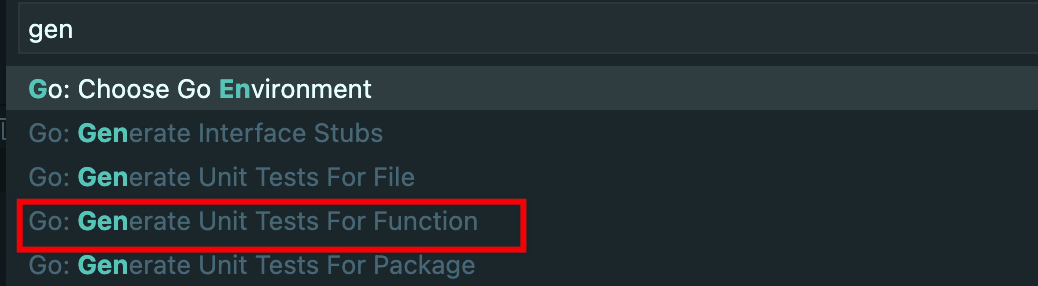 gen
Go: Choose Go Environment
Go: Generate Interface Stubs
Go: Generate Unit Tests For File
Go: Generate Unit Tests For Function
Go: Generate Unit Tests For Package